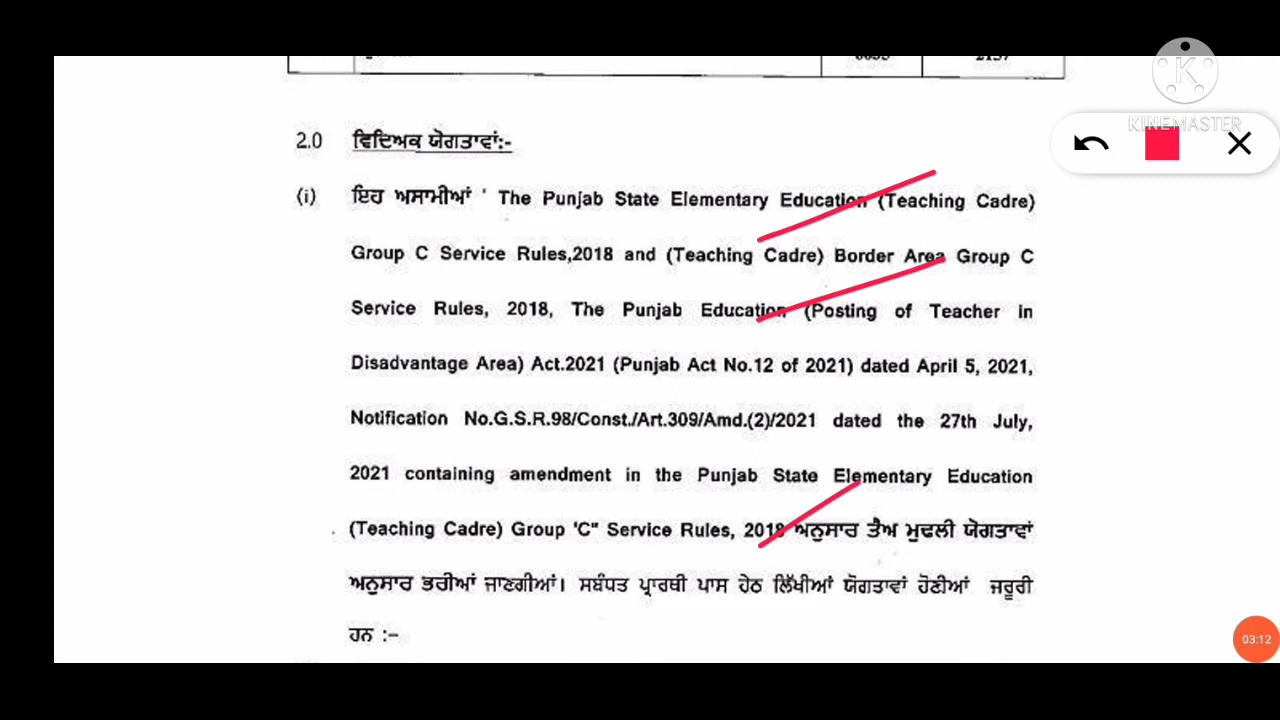 2.0 ਵਿਦਿਅਕ ਯੋਗਤਾਵਾਂ:-
(i) ਇਹ ਅਸਾਮੀਆਂ ' The Punjab State Elementary Education (Teaching Cadre)
Group C Service Rules,2018 and (Teaching Cadre) Border Area Group C
Service Rules, 2018, The Punjab Education (Posting of Teacher in
Disadvantage Area) Act.2021 (Punjab Act No.12 of 2021) dated April 5, 2021,
Notification No.G.S.R.98/Const./Art.309/Amd.(2)/2021 dated the 27th July,
2021 containing amendment in the Punjab State Elementary Education
(Teaching Cadre) Group 'C" Service Rules, 2018 ਅਨੁਸਾਰ ਤੈਅ ਮੁਢਲੀ ਯੋਗਤਾਵਾਂ
ਅਨੁਸਾਰ ਭਰੀਆਂ ਜਾਣਗੀਆਂ। ਸਬੰਧਤ ਪ੍ਰਾਰਥੀ ਪਾਸ ਹੇਠ ਲਿੱਖੀਆਂ ਯੋਗਤਾਵਾਂ ਹੋਣੀਆਂ ਜਰੂਰੀ
ਹਨ :-
K
KINEMASTER
03:12